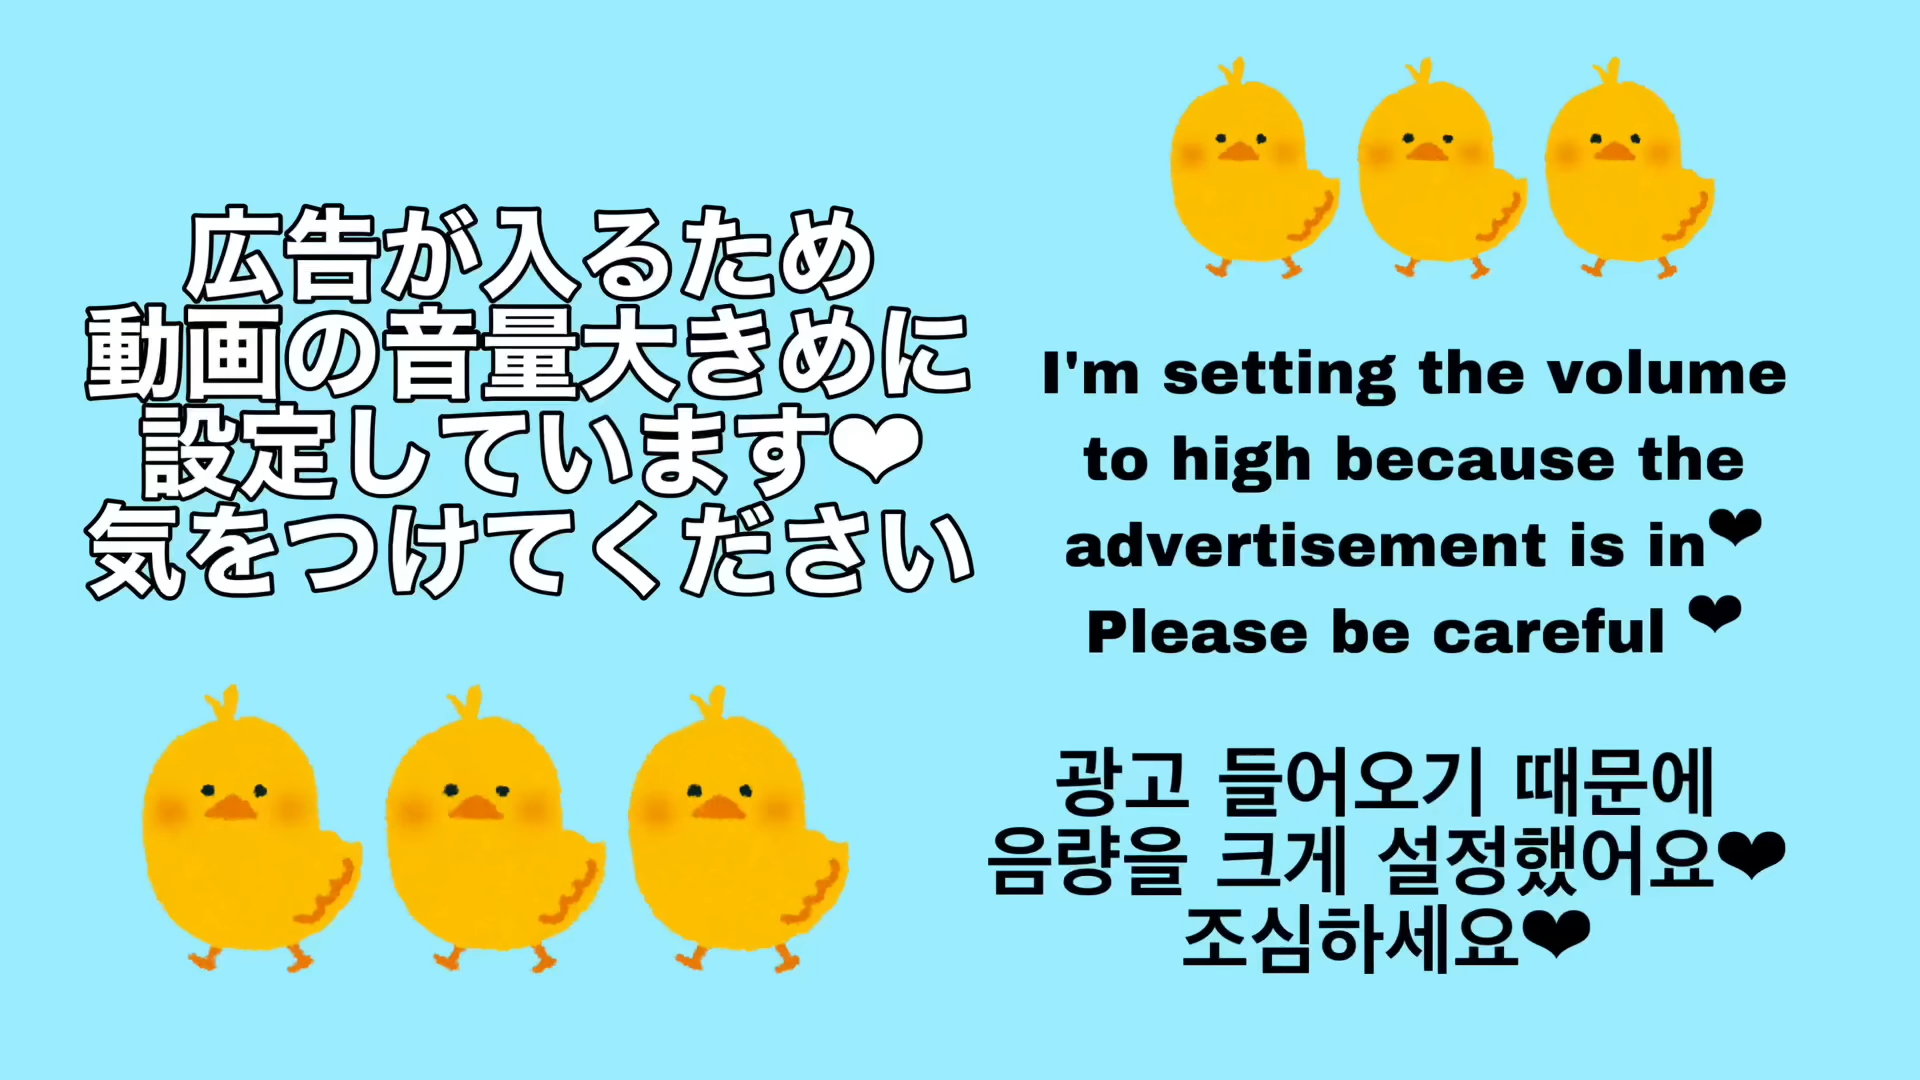 広告が入るため
動画の音量大きめに
設定しています❤
気をつけてください
I'm setting the volume
to high because the
advertisement is in❤
Please be careful ❤
광고 들어오기 때문에
음량을 크게 설정했어요❤
조심하세요❤